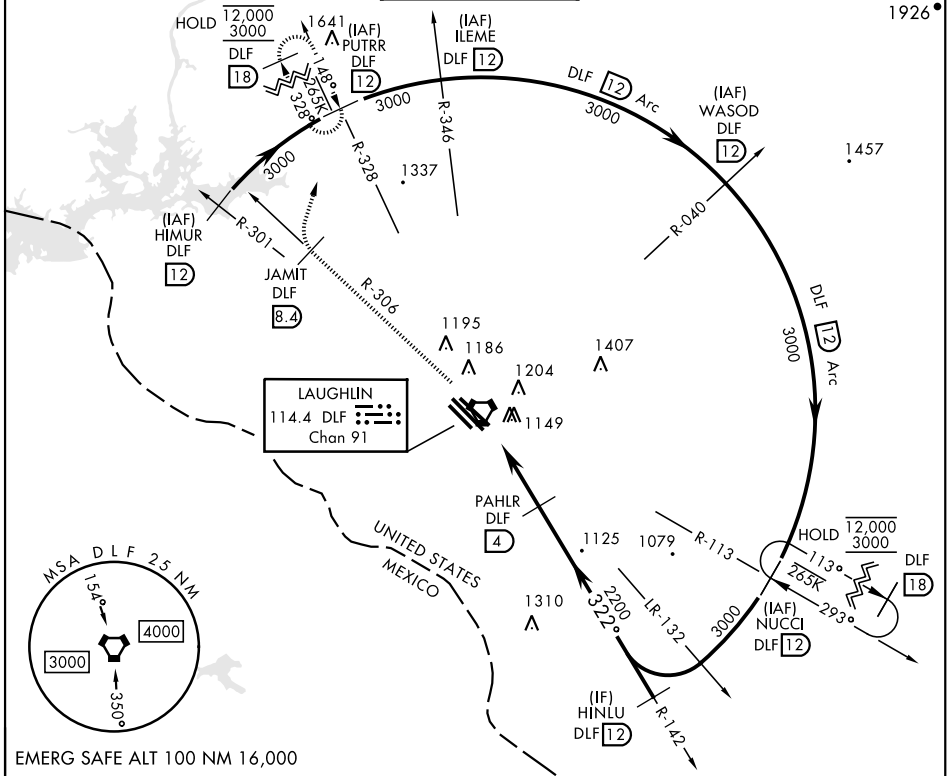 HOLD
12,000
3000
DLF
18
1641
148°
265K
328°
(IAF)
PUTRR
DLF
12
(IAF)
ILEME
DLF 12
1926
DLF 12 Arc
3000
3000
(IAF)
WASOD
DLF
12
1457
3000
R-328
1337
R-346
R-040
(IAF)
HIMUR
DLF
12
R-301
JAMIT
DLF
8.4
R-306
DLF 12 Arc
3000
1195
1186
1204
1407
1149
LAUGHLIN
114.4 DLF
Chan 91
PAHLR
DLF
4
1125
1079
R-113
HOLD
12,000
3000
DLF
18
113°
265K
293°
UNITED STATES
MEXICO
1310
2200
322°
LR-132
3000
(IAF)
NUCCI
DLF 12
(IF)
HINLU
DLF 12
R-142
MSA DLF 25 NM
154°
4000
3000
350°
EMERG SAFE ALT 100 NM 16,000